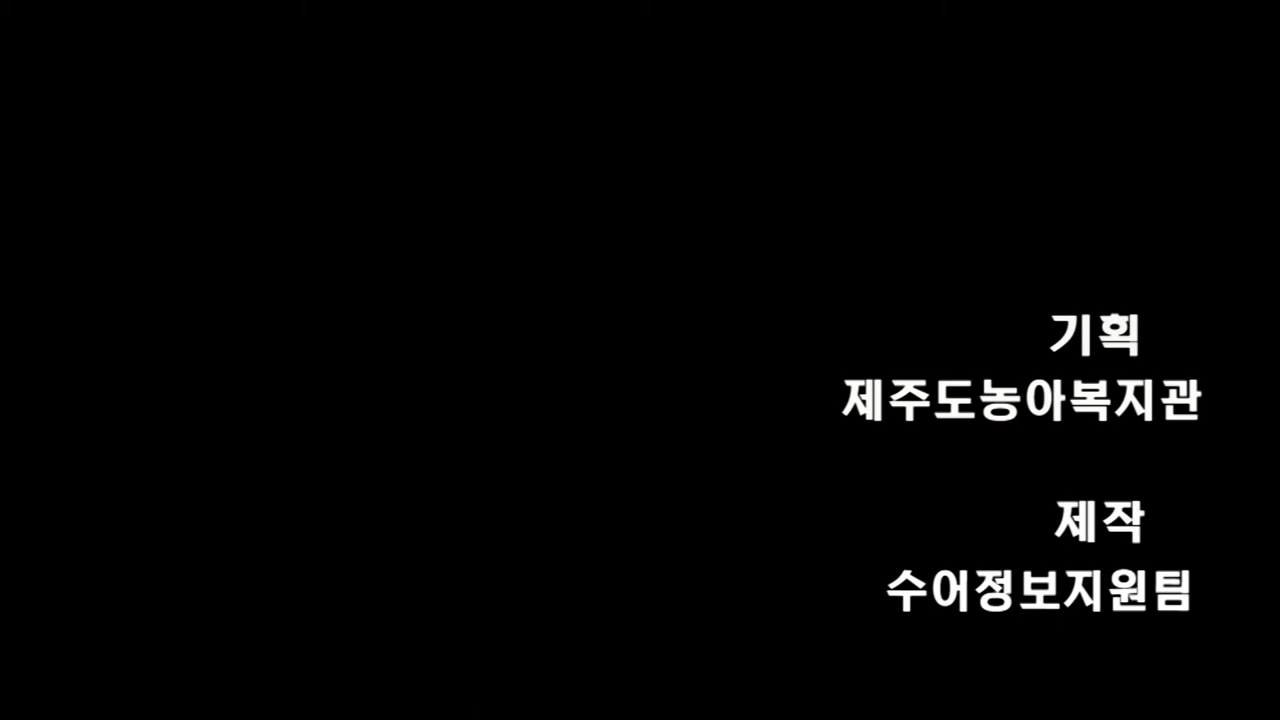 기획
제주도농아복지관
제작
수어정보지원팀